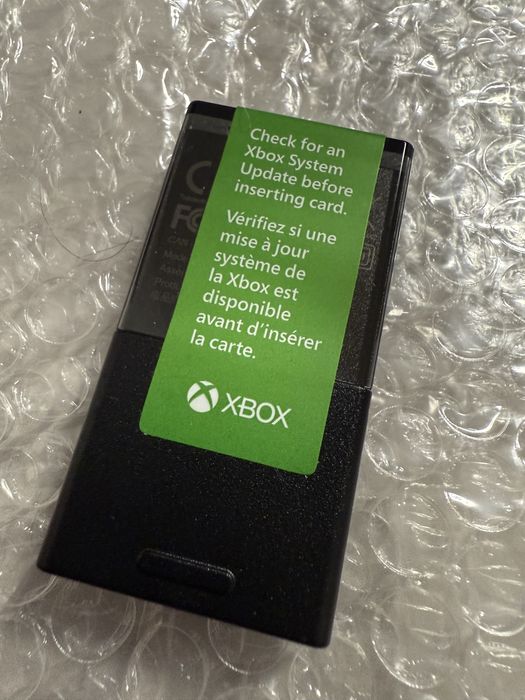 Check for an
Xbox System
Update before
inserting card.
Vérifiez si une
mise à jour
système de
la Xbox est
disponible
avant d'insérer
la carte.
XBOX